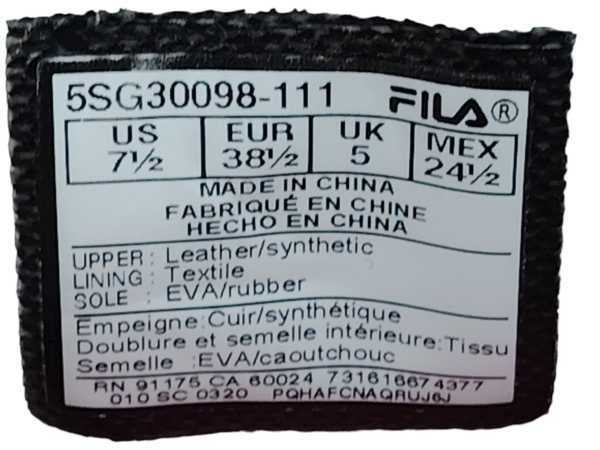 5SG30098-111 FILA®
US EUR UK MEX
7½ 38½ 5 24½
MADE IN CHINA
FABRIQUÉ EN CHINE
HECHO EN CHINA
UPPER : Leather/synthetic
LINING : Textile
SOLE : EVA/rubber
Empeigne:Cuir/synthétique
Doublure et semelle intérieure:Tissu
Semelle :EVA/caoutchouc
RN 91175 CA 60024 731616674377
010 SC 0320 PQHAFCNAQRUJ6J